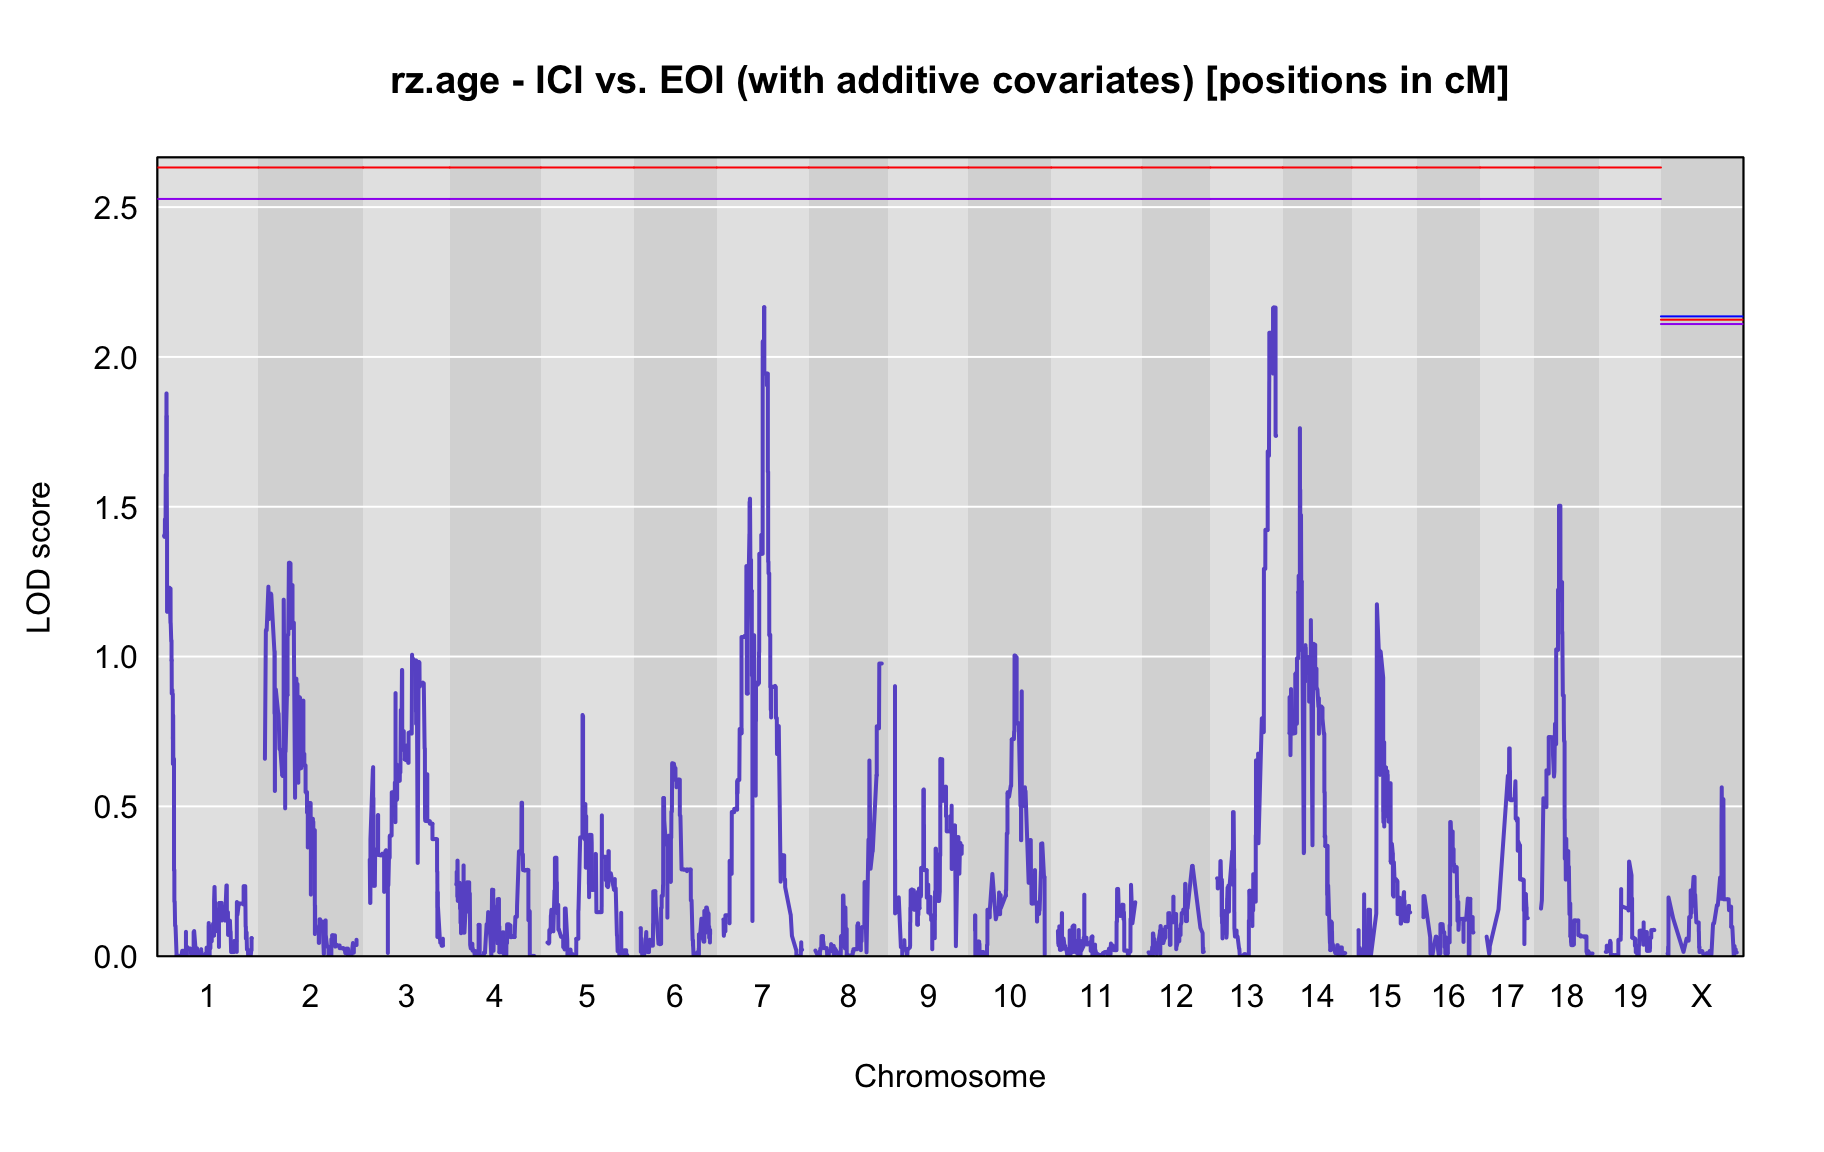 rz.age - ICI vs. EOI (with additive covariates) [positions in cM]
LOD score
2.5
2.0
1.5
1.0
0.5
0.0
1 2 3 4 5 6 7 8 9 10 11 12 13 14 15 16 17 18 19 X
Chromosome